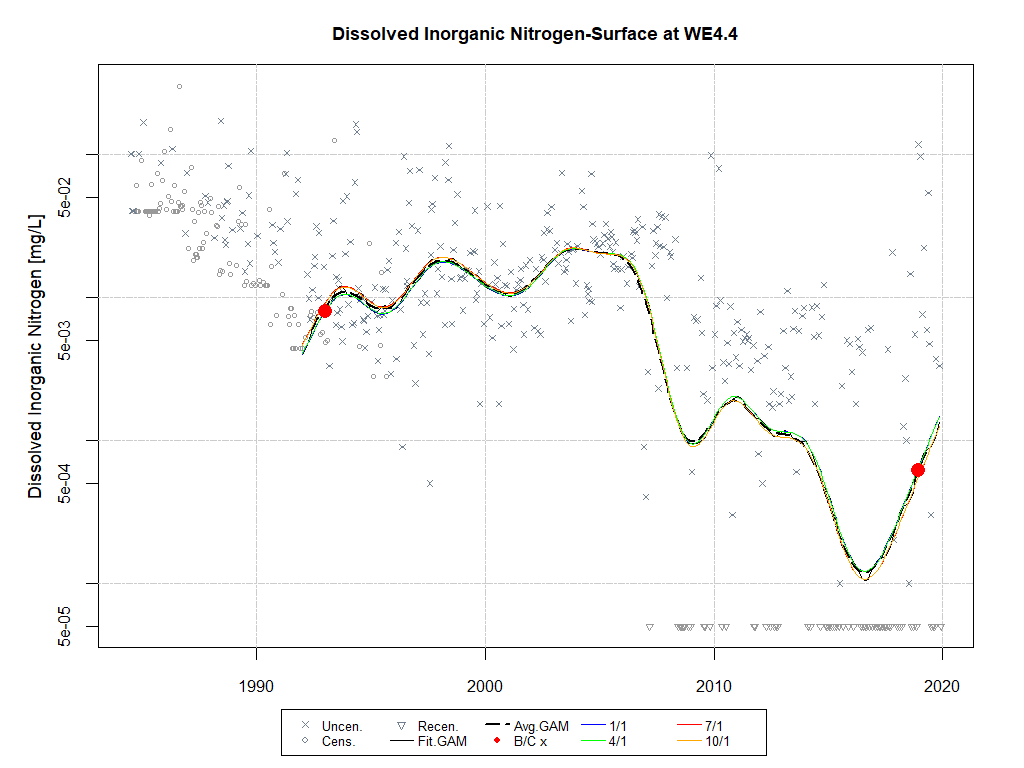 Dissolved Inorganic Nitrogen-Surface at WE4.4
Dissolved Inorganic Nitrogen [mg/L]
5e-02
5e-03
5e-04
5e-05
1990 2000 2010 2020
Uncen. Recen. Avg.GAM 1/1 7/1
Cens. Fit.GAM B/C x 4/1 10/1